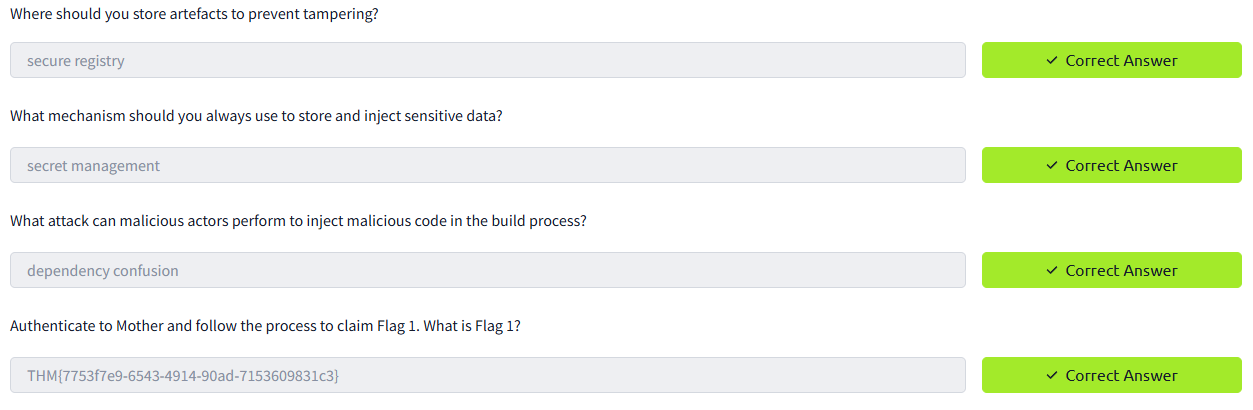 Where should you store artefacts to prevent tampering?
secure registry
✓ Correct Answer
What mechanism should you always use to store and inject sensitive data?
secret management
✓ Correct Answer
What attack can malicious actors perform to inject malicious code in the build process?
dependency confusion
✓ Correct Answer
Authenticate to Mother and follow the process to claim Flag 1. What is Flag 1?
THM{7753f7e9-6543-4914-90ad-7153609831c3}
✓ Correct Answer